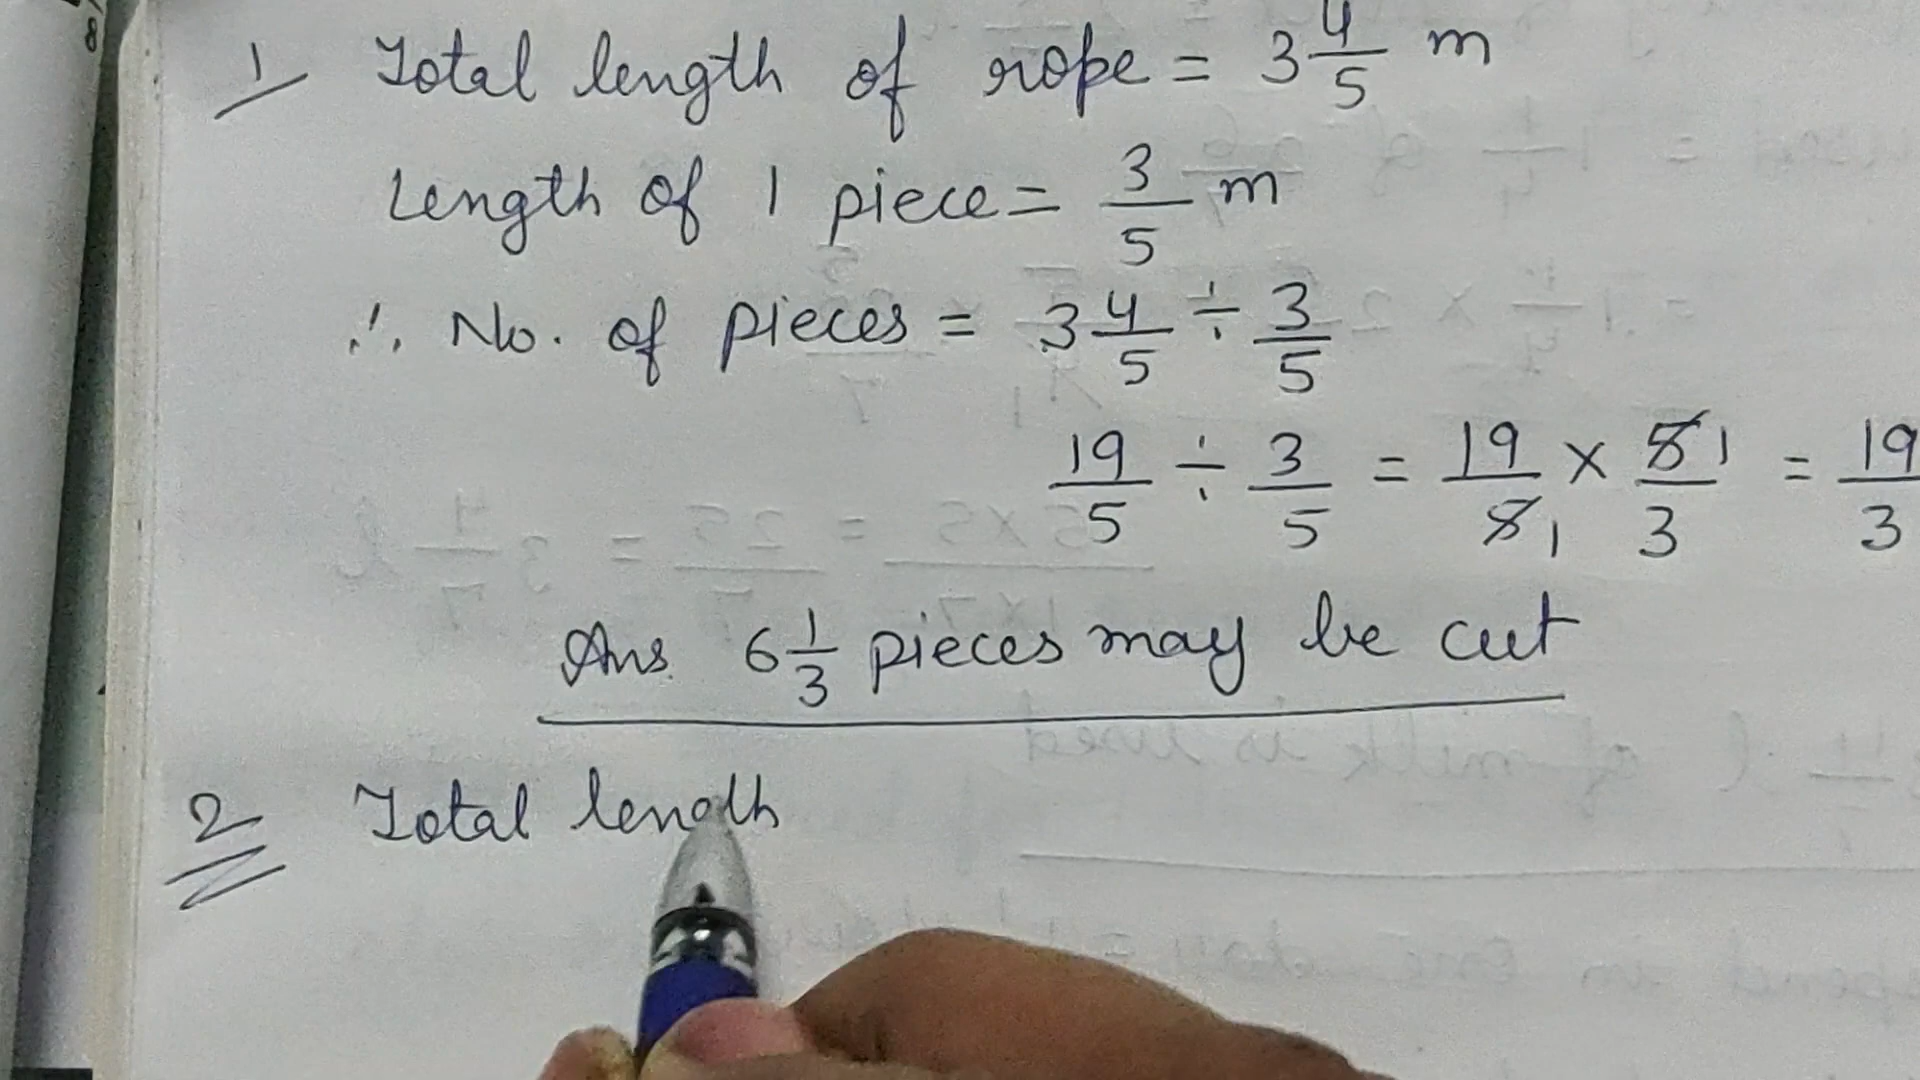 1 Total length of rope = 3 4/5 m
Length of 1 piece = 3/5 m
∴ No. of pieces = 3 4/5 ÷ 3/5
19/5 ÷ 3/5 = 19/5 1 × 5 1/3 = 19/3
Ans. 6 1/3 pieces may be cut
2 Total length